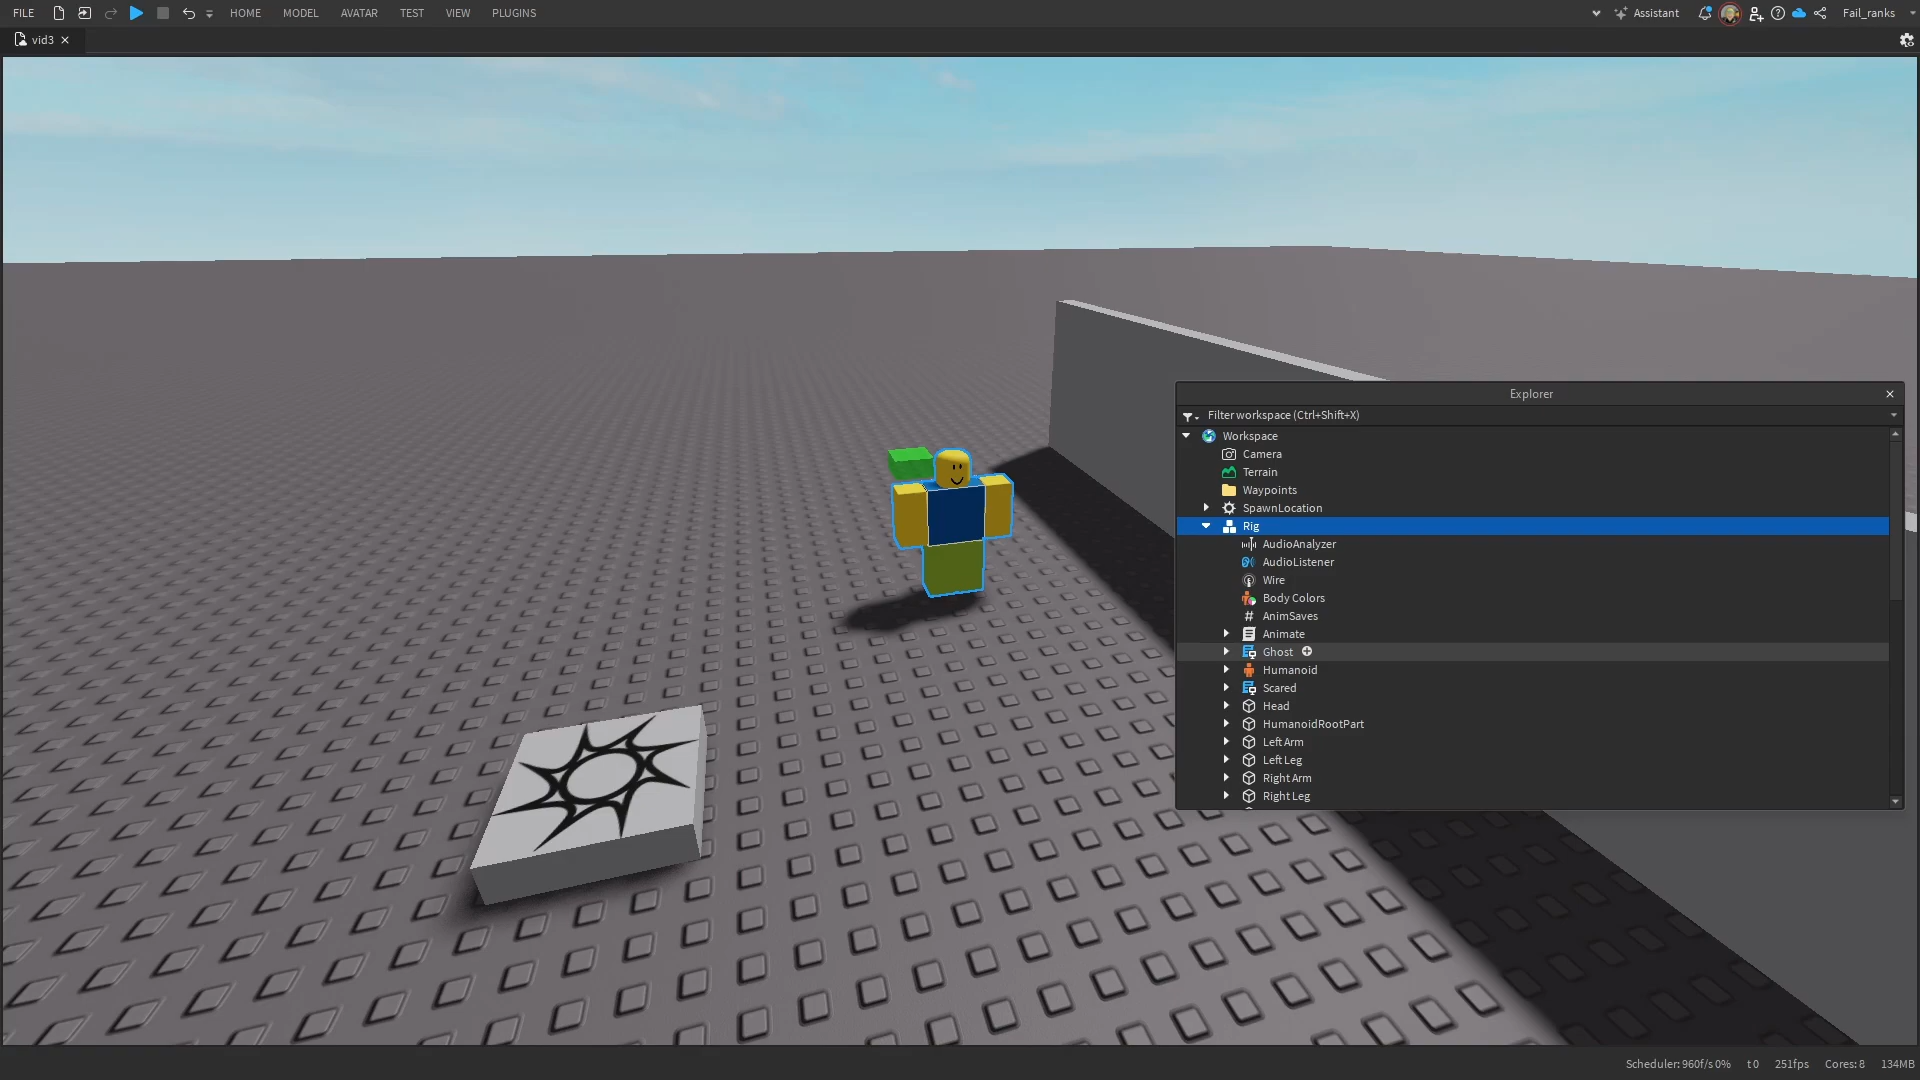 FILE HOME MODEL AVATAR TEST VIEW PLUGINS Assistant Fail_ranks
vid3
Explorer
Filter workspace (Ctrl+Shift+X)
Workspace
Camera
Terrain
Waypoints
SpawnLocation
Rig
AudioAnalyzer
AudioListener
Wire
Body Colors
AnimSaves
Animate
Ghost
Humanoid
Scared
Head
HumanoidRootPart
Left Arm
Left Leg
Right Arm
Right Leg
Scheduler: 960f/s 0% t 0 251fps Cores: 8 134MB